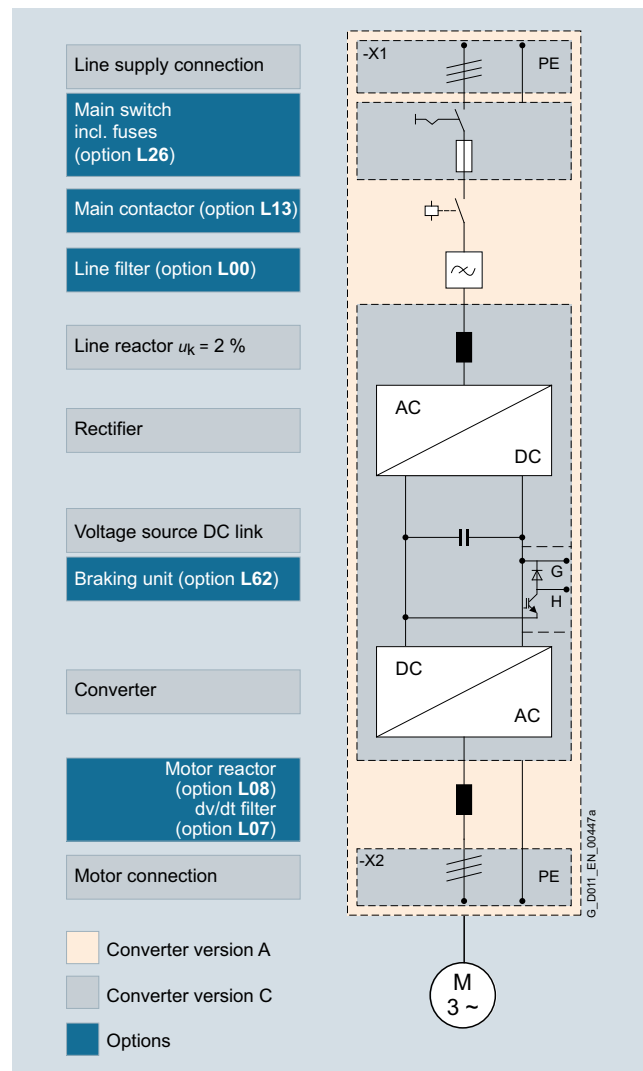 Line supply connection
-X1
PE
Main switch
incl. fuses
(option L26)
Main contactor (option L13)
Line filter (option L00)
Line reactor uk = 2 %
AC
DC
Rectifier
Voltage source DC link
Braking unit (option L62)
G
H
DC
AC
Converter
Motor reactor
(option L08)
dv/dt filter
(option L07)
-X2
PE
Motor connection
G_D011_EN_00447a
Converter version A
Converter version C
Options
M
3 ~